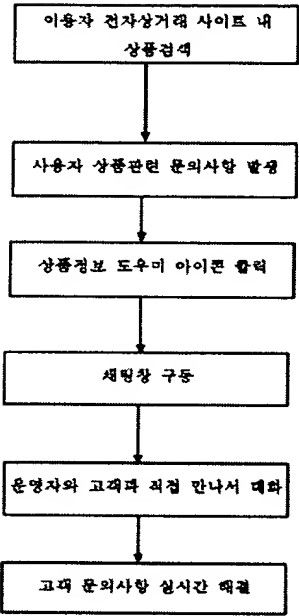 이용자 전자상거래 사이트 내
상품검색
사용자 상품관련 문의사항 발생
상품정보 도우미 아이콘 클릭
채팅창 구동
운영자와 고객과 직접 만나서 대화
고객 문의사항 실시간 해결